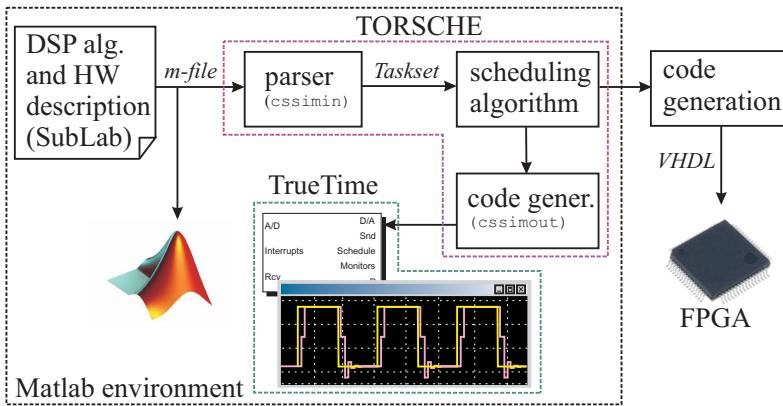 TORSCHE
DSP alg.
and HW
description
(SubLab)
m-file
parser
(cssimin)
Taskset
scheduling
algorithm
code
generation
VHDL
code gener.
(cssimout)
TrueTime
A/D
Interrupts
Rcv
D/A
Snd
Schedule
Monitors
FPGA
Matlab environment